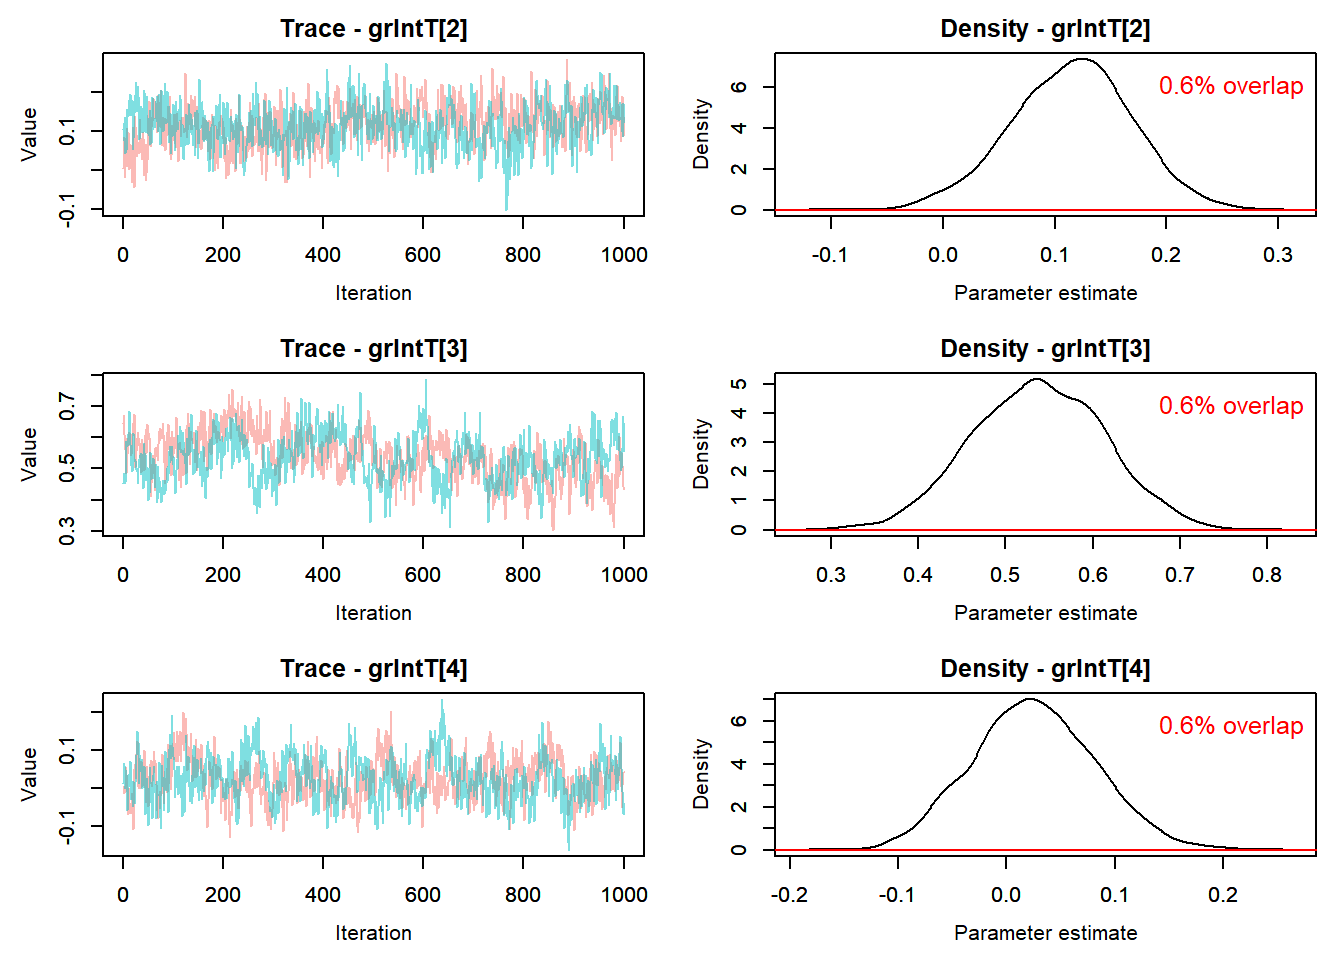 Trace - grIntT[2]
Value
0.1
-0.1
0 200 400 600 800 1000
Iteration
Density - grIntT[2]
0.6% overlap
Density
6
4
2
0
-0.1 0.0 0.1 0.2 0.3
Parameter estimate
Trace - grIntT[3]
Value
0.7
0.5
0.3
0 200 400 600 800 1000
Iteration
Density - grIntT[3]
0.6% overlap
Density
5
4
3
2
1
0
0.3 0.4 0.5 0.6 0.7 0.8
Parameter estimate
Trace - grIntT[4]
Value
0.1
-0.1
0 200 400 600 800 1000
Iteration
Density - grIntT[4]
0.6% overlap
Density
6
4
2
0
-0.2 -0.1 0.0 0.1 0.2
Parameter estimate